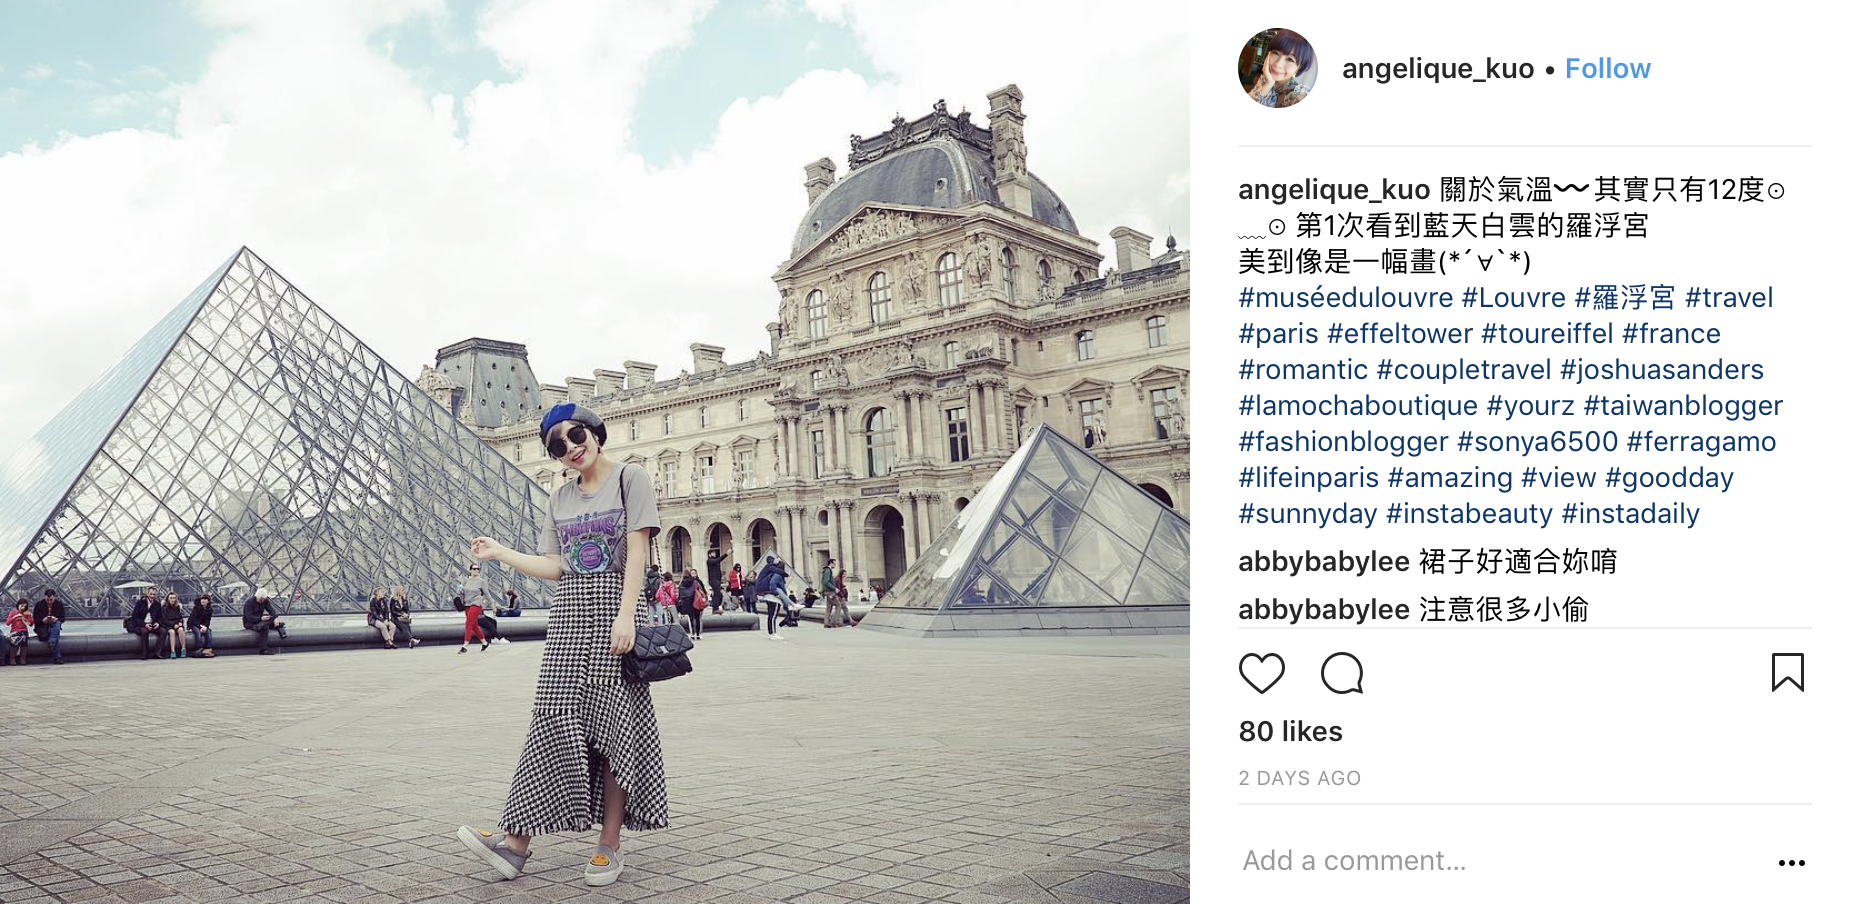 angelique_kuo • Follow
angelique_kuo 關於氣溫〰其實只有12度⊙
﹏⊙ 第1次看到藍天白雲的羅浮宮
美到像是一幅畫(*´∀`*)
#muséedulouvre #Louvre #羅浮宮 #travel
#paris #effeltower #toureiffel #france
#romantic #coupletravel #joshuasanders
#lamochaboutique #yourz #taiwanblogger
#fashionblogger #sonya6500 #ferragamo
#lifeinparis #amazing #view #goodday
#sunnyday #instabeauty #instadaily
abbybabylee 裙子好適合妳唷
abbybabylee 注意很多小偷
80 likes
2 DAYS AGO
Add a comment...
CHAMPIONS